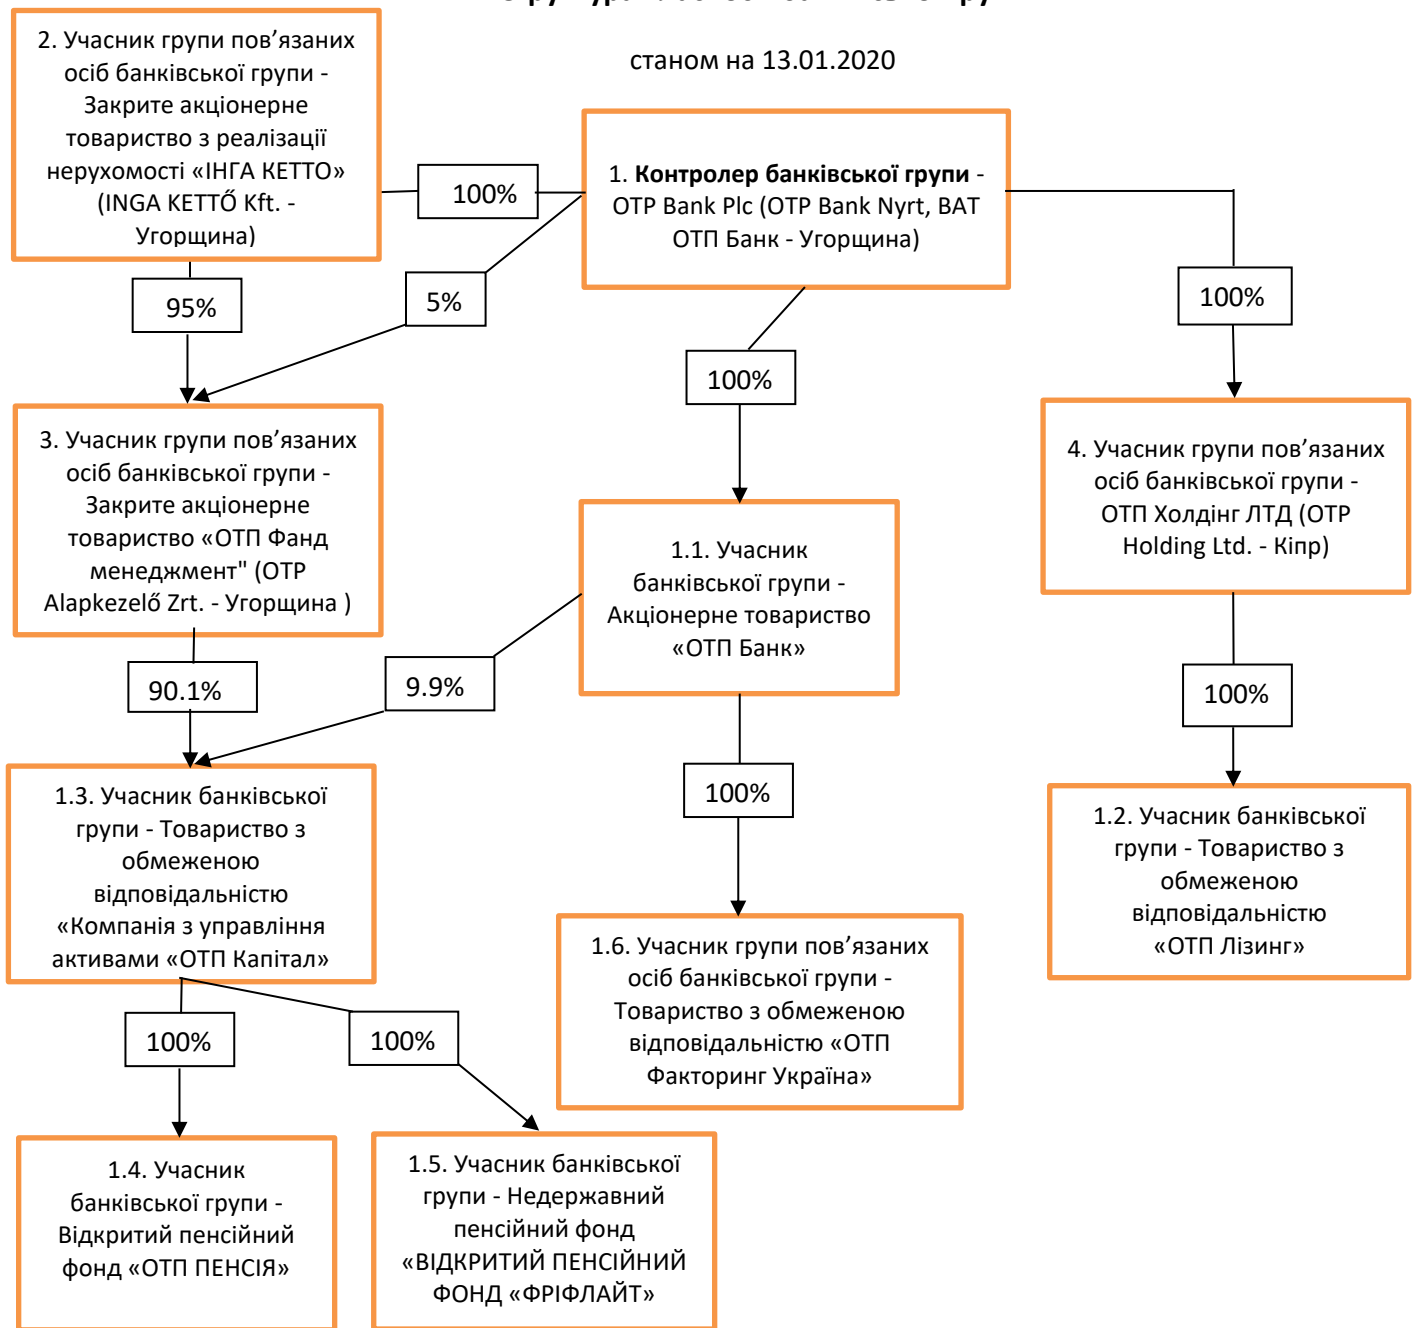 станом на 13.01.2020
2. Учасник групи пов’язаних
осіб банківської групи -
Закрите акціонерне
товариство з реалізації
нерухомості «ІНГА КЕТТО»
(INGA KETTŐ Kft. -
Угорщина)
100%
1. Контролер банківської групи -
OTP Bank Plc (OTP Bank Nyrt, ВАТ
ОТП Банк - Угорщина)
95%
5%
100%
100%
3. Учасник групи пов’язаних
осіб банківської групи -
Закрите акціонерне
товариство «ОТП Фанд
менеджмент" (OTP
Alapkezelő Zrt. - Угорщина )
4. Учасник групи пов’язаних
осіб банківської групи -
ОТП Холдінг ЛТД (OTP
Holding Ltd. - Кіпр)
1.1. Учасник
банківської групи -
Акціонерне товариство
«ОТП Банк»
90.1%
9.9%
100%
100%
1.3. Учасник банківської
групи - Товариство з
обмеженою
відповідальністю
«Компанія з управління
активами «ОТП Капітал»
1.2. Учасник банківської
групи - Товариство з
обмеженою
відповідальністю
«ОТП Лізинг»
1.6. Учасник групи пов’язаних
осіб банківської групи -
Товариство з обмеженою
відповідальністю «ОТП
Факторинг Україна»
100%
100%
1.4. Учасник
банківської групи -
Відкритий пенсійний
фонд «ОТП ПЕНСІЯ»
1.5. Учасник банківської
групи - Недержавний
пенсійний фонд
«ВІДКРИТИЙ ПЕНСІЙНИЙ
ФОНД «ФРІФЛАЙТ»